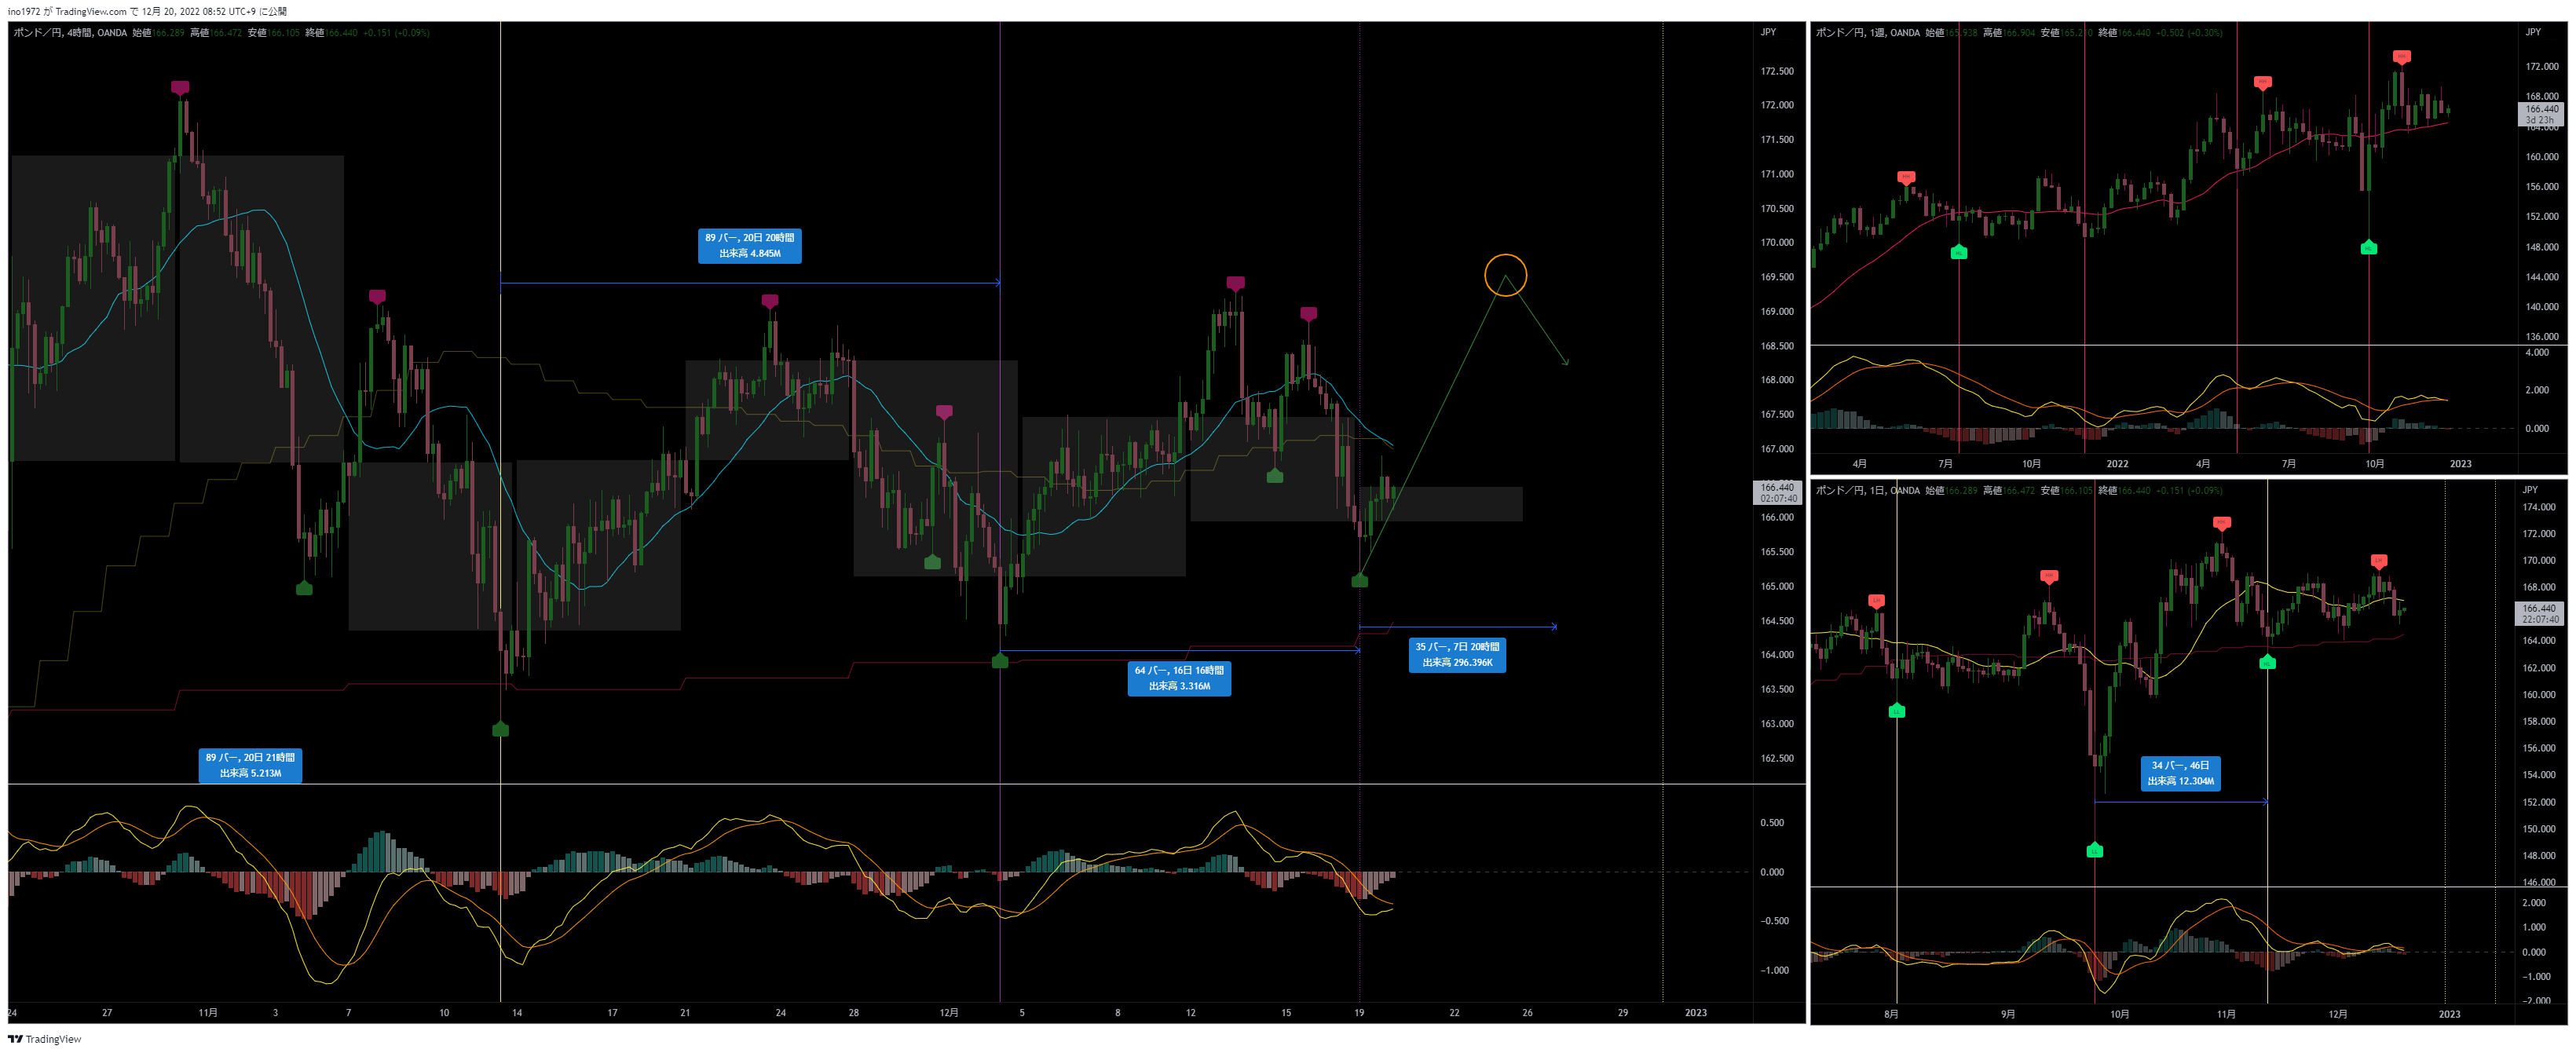 ino1972 が TradingView.com で 12月 20, 2022 08:52 UTC+9 に公開
ポンド／円, 4時間, OANDA 始値166.289 高値166.472 安値166.105 終値166.440 +0.151 (+0.09%)
JPY
172.500
172.000
171.500
171.000
170.500
170.000
169.500
169.000
168.500
168.000
167.500
167.000
166.440
02:07:40
166.000
165.500
165.000
164.500
164.000
163.500
163.000
162.500
89 バー, 20日 20時間
出来高 4.845M
64 バー, 16日 16時間
出来高 3.316M
35 バー, 7日 20時間
出来高 296.396K
89 バー, 20日 21時間
出来高 5.213M
0.500
0.000
-0.500
-1.000
24 27 11月 3 7 10 14 17 21 24 28 12月 5 8 12 15 19 22 26 29 2023
ポンド／円, 1週, OANDA 始値165.938 高値166.904 安値165.210 終値166.440 +0.502 (+0.30%)
JPY
172.000
168.000
166.440
3d 23h
164.000
160.000
156.000
152.000
148.000
144.000
140.000
136.000
HH
HH
HH
HL
HL
4.000
2.000
0.000
4月 7月 10月 2022 4月 7月 10月 2023
ポンド／円, 1日, OANDA 始値166.289 高値166.472 安値166.105 終値166.440 +0.151 (+0.09%)
JPY
174.000
172.000
170.000
168.000
166.440
22:07:40
164.000
162.000
160.000
158.000
156.000
154.000
152.000
150.000
148.000
146.000
34 バー, 46日
出来高 12.304M
2.000
1.000
0.000
-1.000
-2.000
8月 9月 10月 11月 12月 2023
TradingView